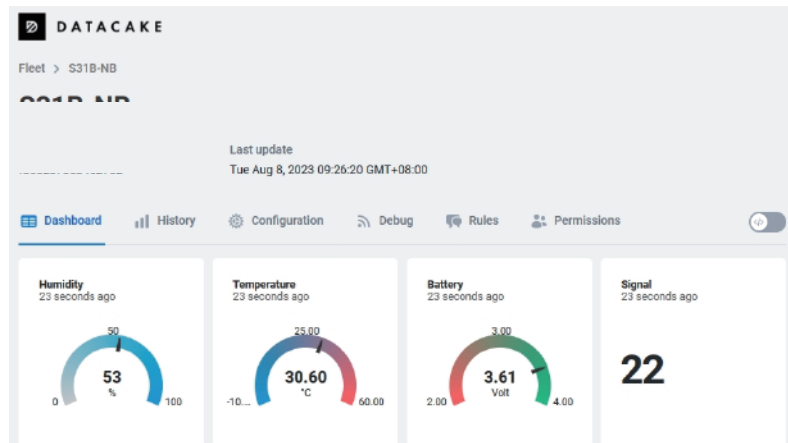 DATACAKE
Fleet > S31B-NB
Last update
Tue Aug 8, 2023 09:26:20 GMT+08:00
Dashboard History Configuration Debug Rules Permissions
Humidity Temperature Battery Signal
23 seconds ago 23 seconds ago 23 seconds ago 23 seconds ago
50 25.00 3.00
53 30.60 3.61 22
% °C Volt
0 100 -10... 60.00 2.00 4.00